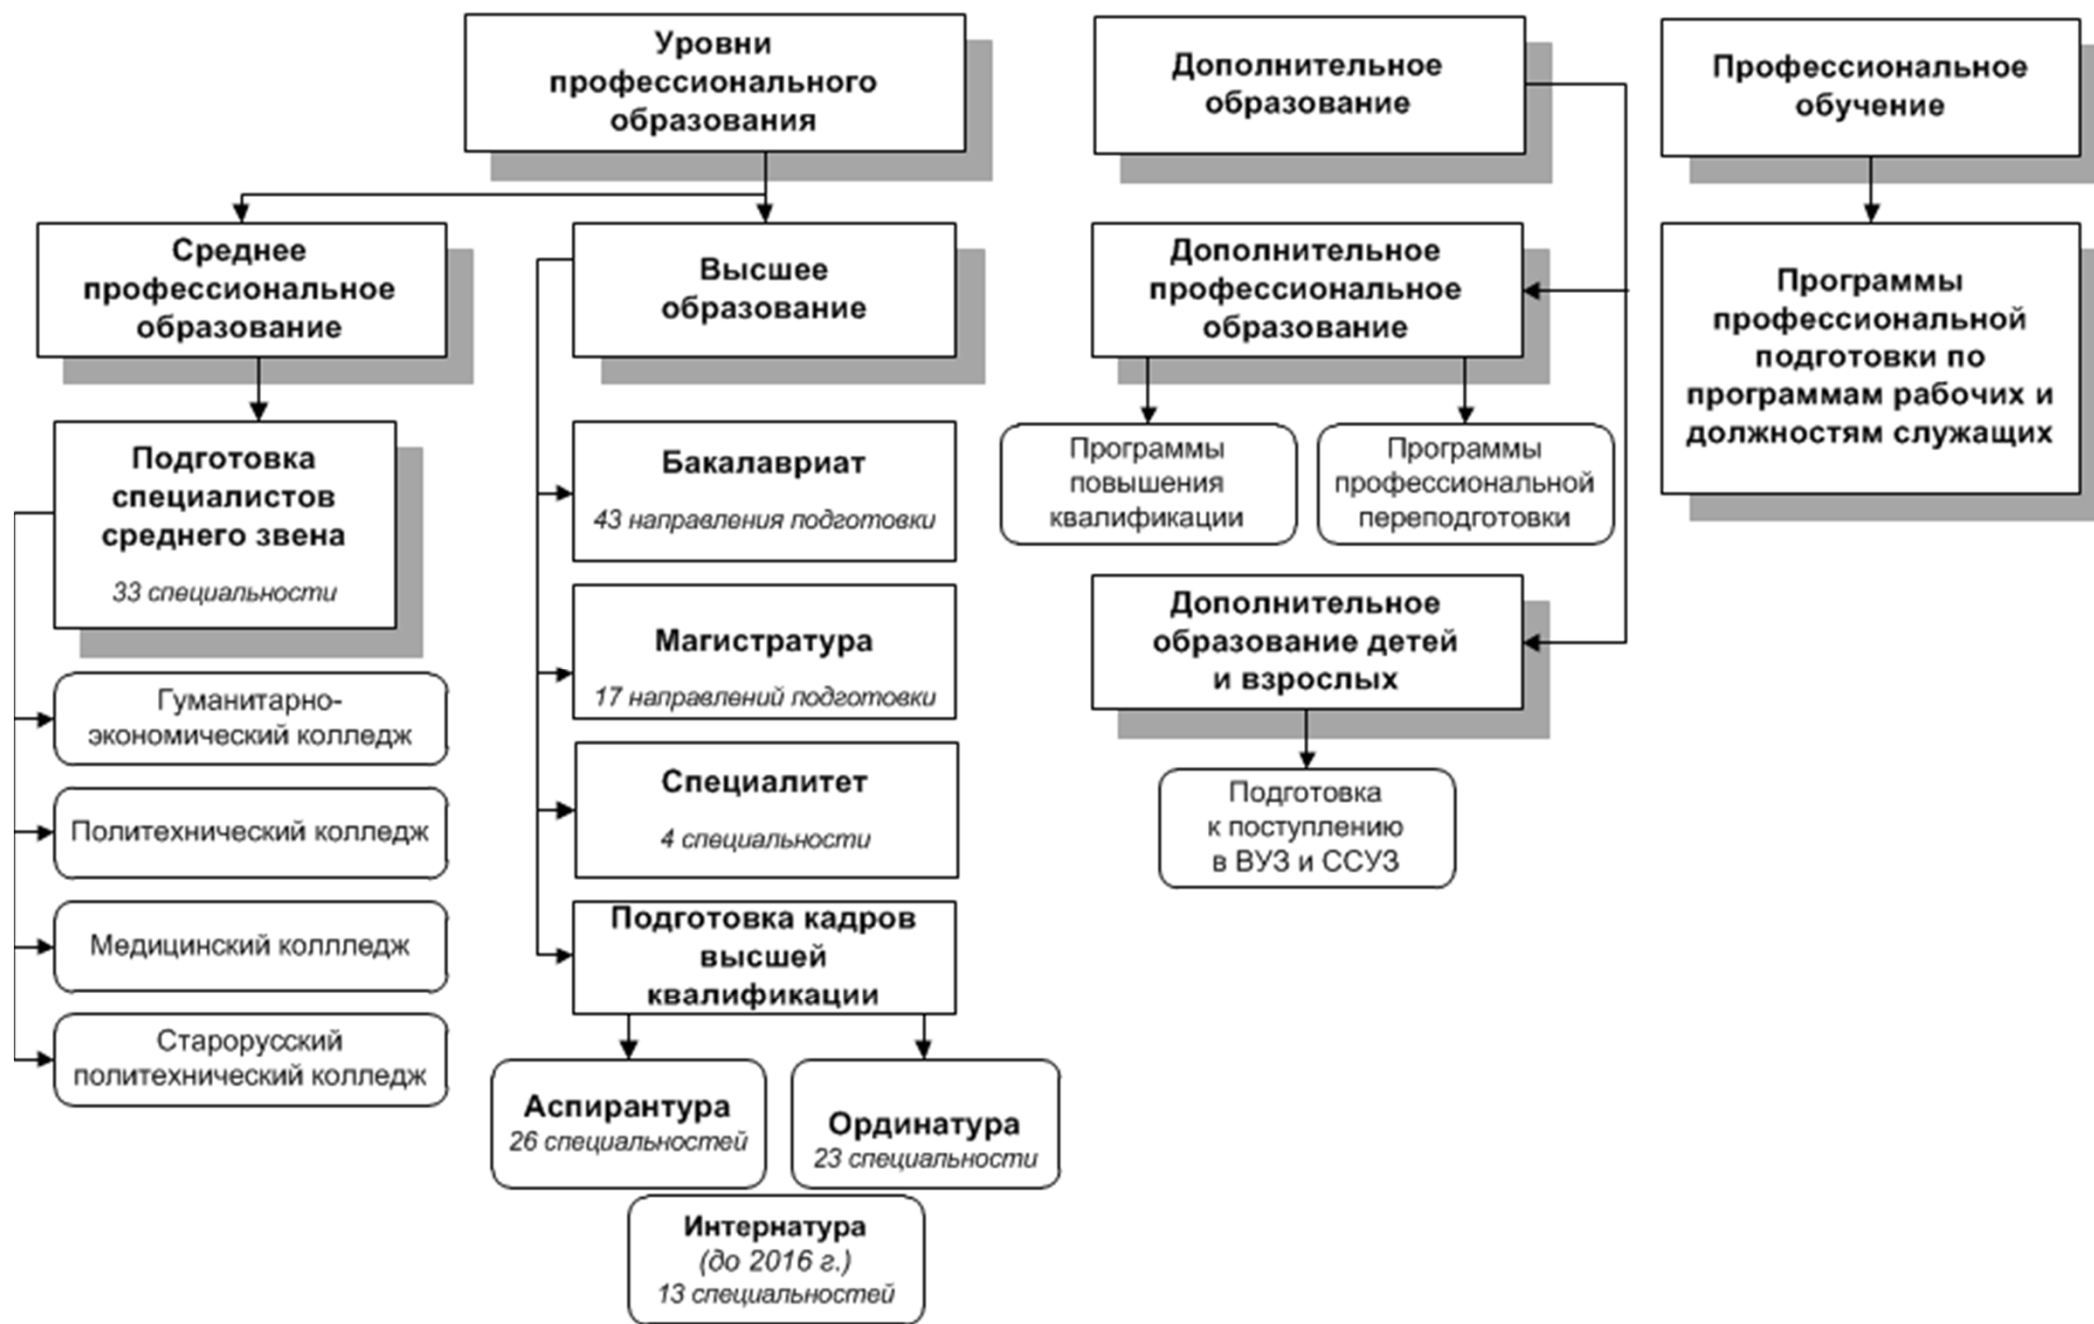 Уровни
профессионального
образования
Среднее
профессиональное
образование
Подготовка
специалистов
среднего звена
33 специальности
Гуманитарно-
экономический колледж
Политехнический колледж
Медицинский коллледж
Старорусский
политехнический колледж
Высшее
образование
Бакалавриат
43 направления подготовки
Магистратура
17 направлений подготовки
Специалитет
4 специальности
Подготовка кадров
высшей
квалификации
Аспирантура
26 специальностей
Ординатура
23 специальности
Интернатура
(до 2016 г.)
13 специальностей
Дополнительное
образование
Дополнительное
профессиональное
образование
Программы
повышения
квалификации
Программы
профессиональной
переподготовки
Дополнительное
образование детей
и взрослых
Подготовка
к поступлению
в ВУЗ и ССУЗ
Профессиональное
обучение
Программы
профессиональной
подготовки по
программам рабочих и
должностям служащих